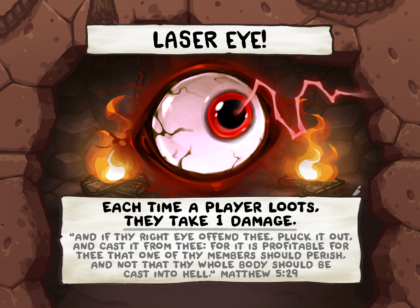 LASER EYE!
EACH TIME A PLAYER LOOTS,
THEY TAKE 1 DAMAGE.
"AND IF THY RIGHT EYE OFFEND THEE, PLUCK IT OUT,
AND CAST IT FROM THEE: FOR IT IS PROFITABLE FOR
THEE THAT ONE OF THY MEMBERS SHOULD PERISH,
AND NOT THAT THY WHOLE BODY SHOULD BE
CAST INTO HELL." MATTHEW 5:29